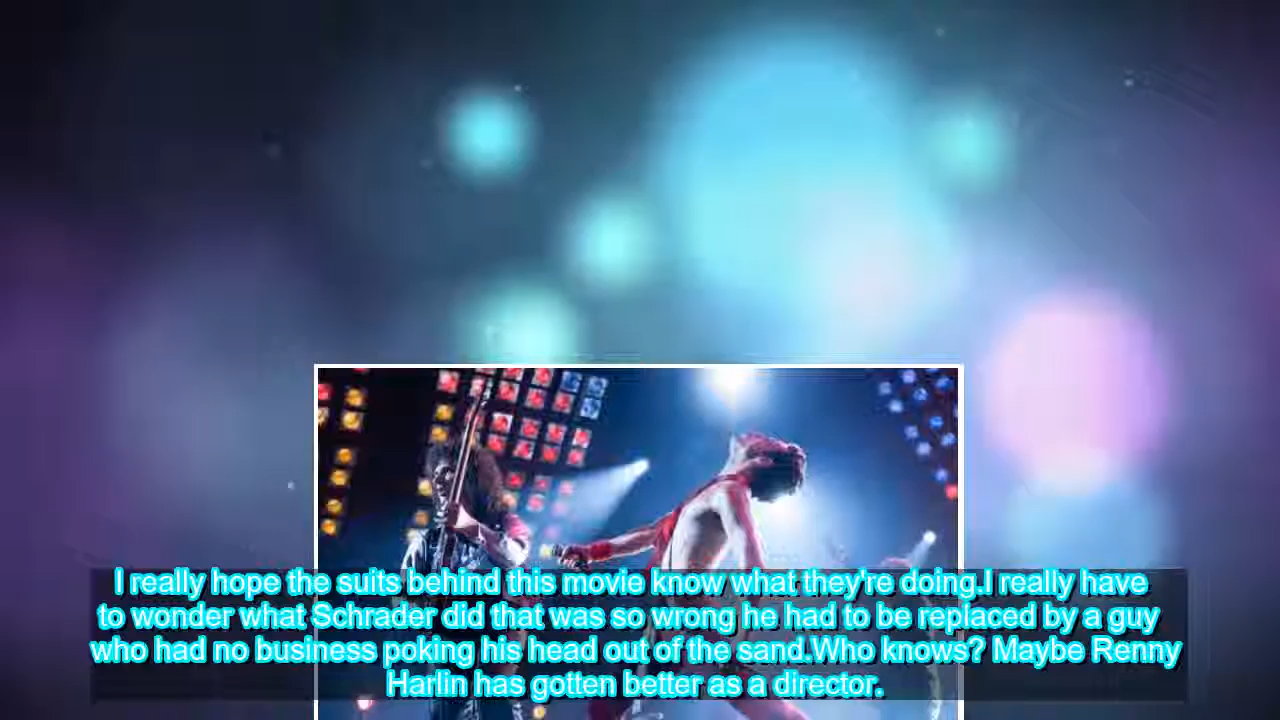 I really hope the suits behind this movie know what they're doing.I really have
to wonder what Schrader did that was so wrong he had to be replaced by a guy
who had no business poking his head out of the sand.Who knows? Maybe Renny
Harlin has gotten better as a director.